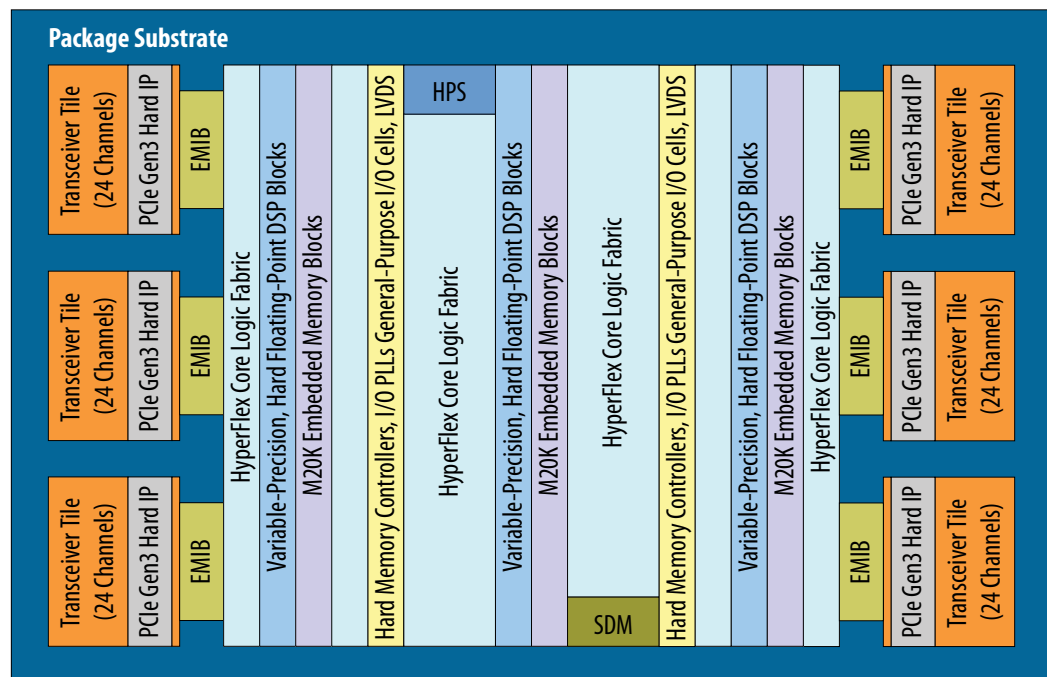 Package Substrate
Transceiver Tile
(24 Channels)
PCIe Gen3 Hard IP
EMIB
Transceiver Tile
(24 Channels)
PCIe Gen3 Hard IP
EMIB
Transceiver Tile
(24 Channels)
PCIe Gen3 Hard IP
EMIB
HyperFlex Core Logic Fabric
Variable-Precision, Hard Floating-Point DSP Blocks
M20K Embedded Memory Blocks
Hard Memory Controllers, I/O PLLs General-Purpose I/O Cells, LVDS
HPS
HyperFlex Core Logic Fabric
Variable-Precision, Hard Floating-Point DSP Blocks
M20K Embedded Memory Blocks
HyperFlex Core Logic Fabric
SDM
Hard Memory Controllers, I/O PLLs General-Purpose I/O Cells, LVDS
Variable-Precision, Hard Floating-Point DSP Blocks
M20K Embedded Memory Blocks
HyperFlex Core Logic Fabric
EMIB
PCIe Gen3 Hard IP
Transceiver Tile
(24 Channels)
EMIB
PCIe Gen3 Hard IP
Transceiver Tile
(24 Channels)
EMIB
PCIe Gen3 Hard IP
Transceiver Tile
(24 Channels)